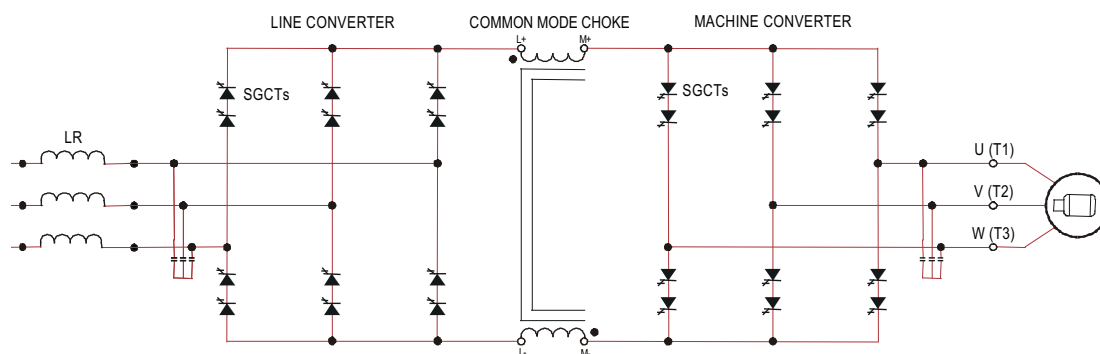 LINE CONVERTER
COMMON MODE CHOKE
MACHINE CONVERTER
L+
M+
SGCTs
SGCTs
LR
U (T1)
V (T2)
W (T3)
L-
M-